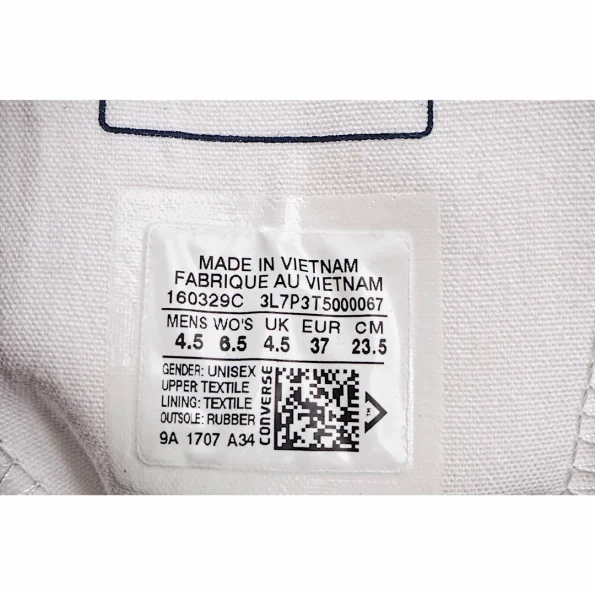 MADE IN VIETNAM
FABRIQUE AU VIETNAM
160329C 3L7P3T5000067
MENS WO'S UK EUR CM
4.5 6.5 4.5 37 23.5
GENDER: UNISEX
UPPER TEXTILE
LINING: TEXTILE
OUTSOLE: RUBBER
9A 1707 A34
CONVERSE
TM